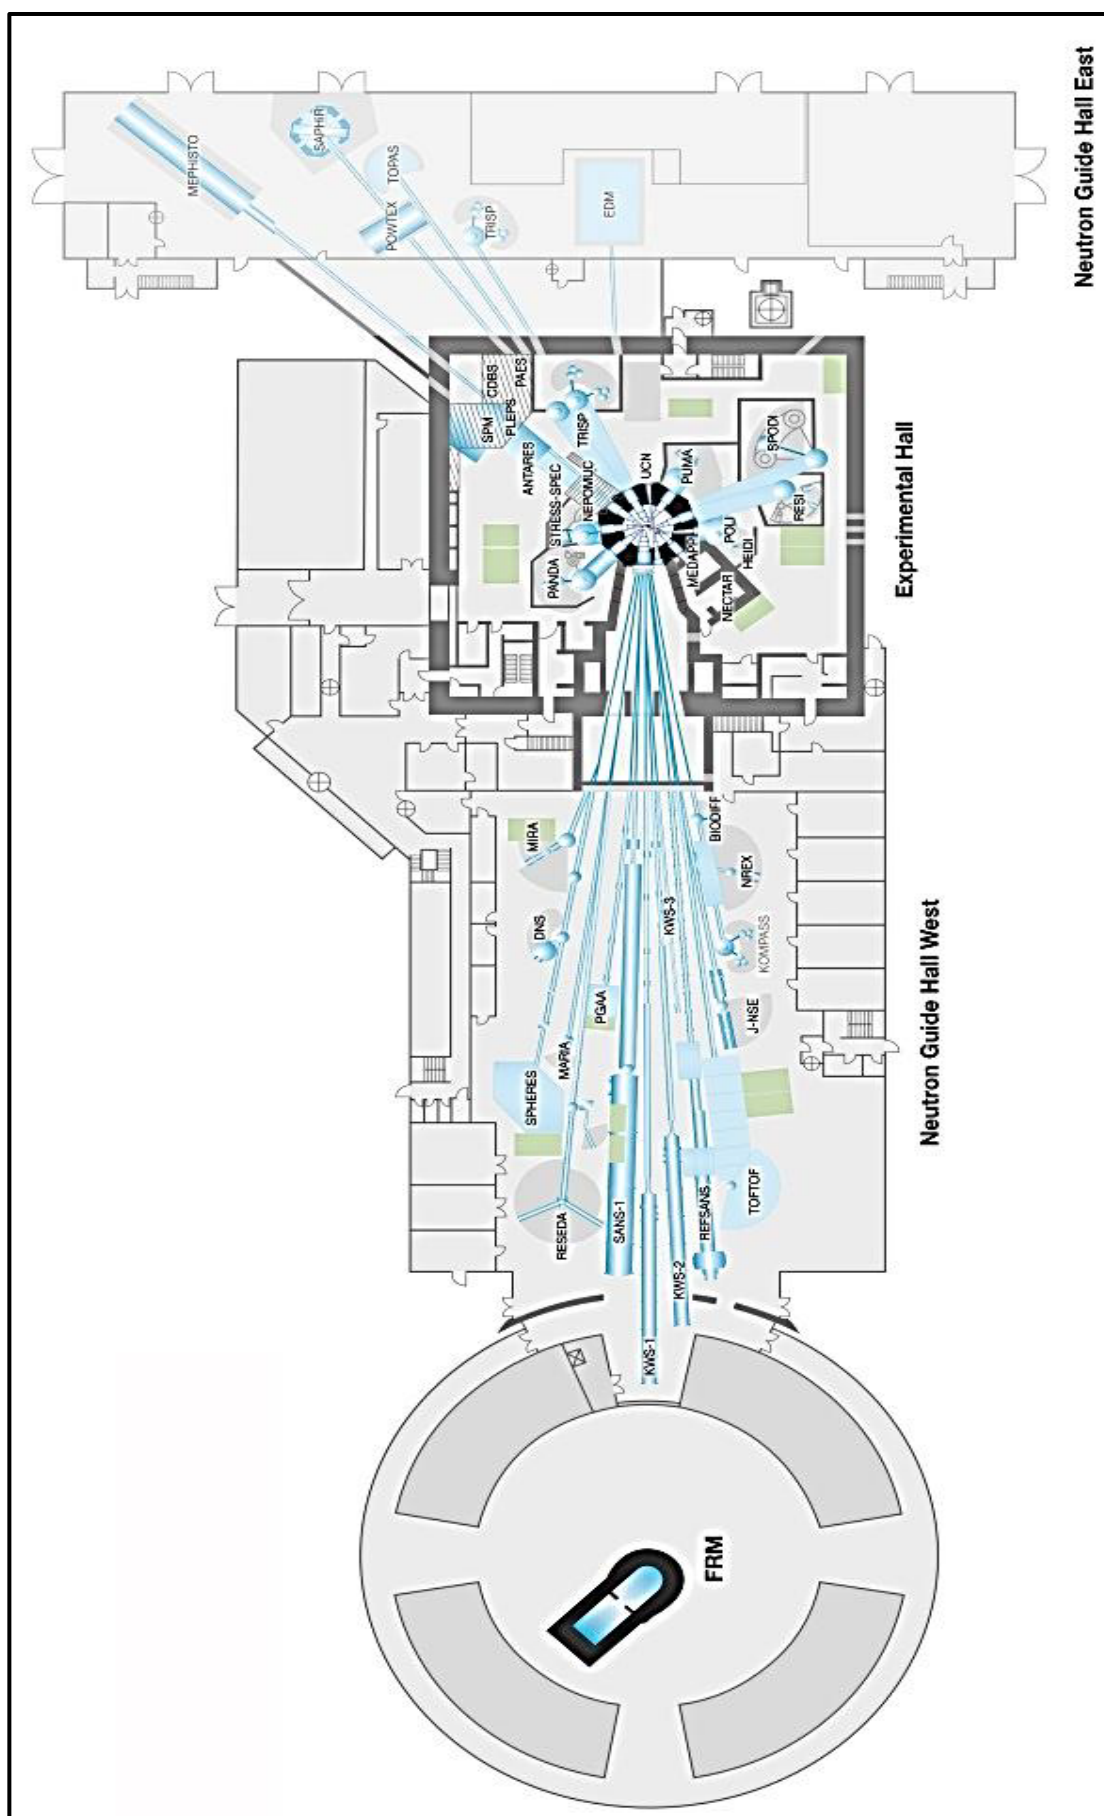 Neutron Guide Hall East
MEPHISTO
SAPHiR
TOPAS
POWTEX
TRISP
EDM
Experimental Hall
CDBS
PAES
SPM
PLEPS
ANTARES
TRISP
STRESS-SPEC
NEPOMUC
UCN
PUMA
SPODI
RESI
PANDA
MEDAPP
POLI
HEIDI
NECTAR
Neutron Guide Hall West
MIRA
BIODIFF
NREX
DNS
KWS-3
KOMPASS
PGAA
J-NSE
MARIA
SPHERES
RESEDA
SANS-1
REFSANS
TOFTOF
KWS-2
KWS-1
FRM